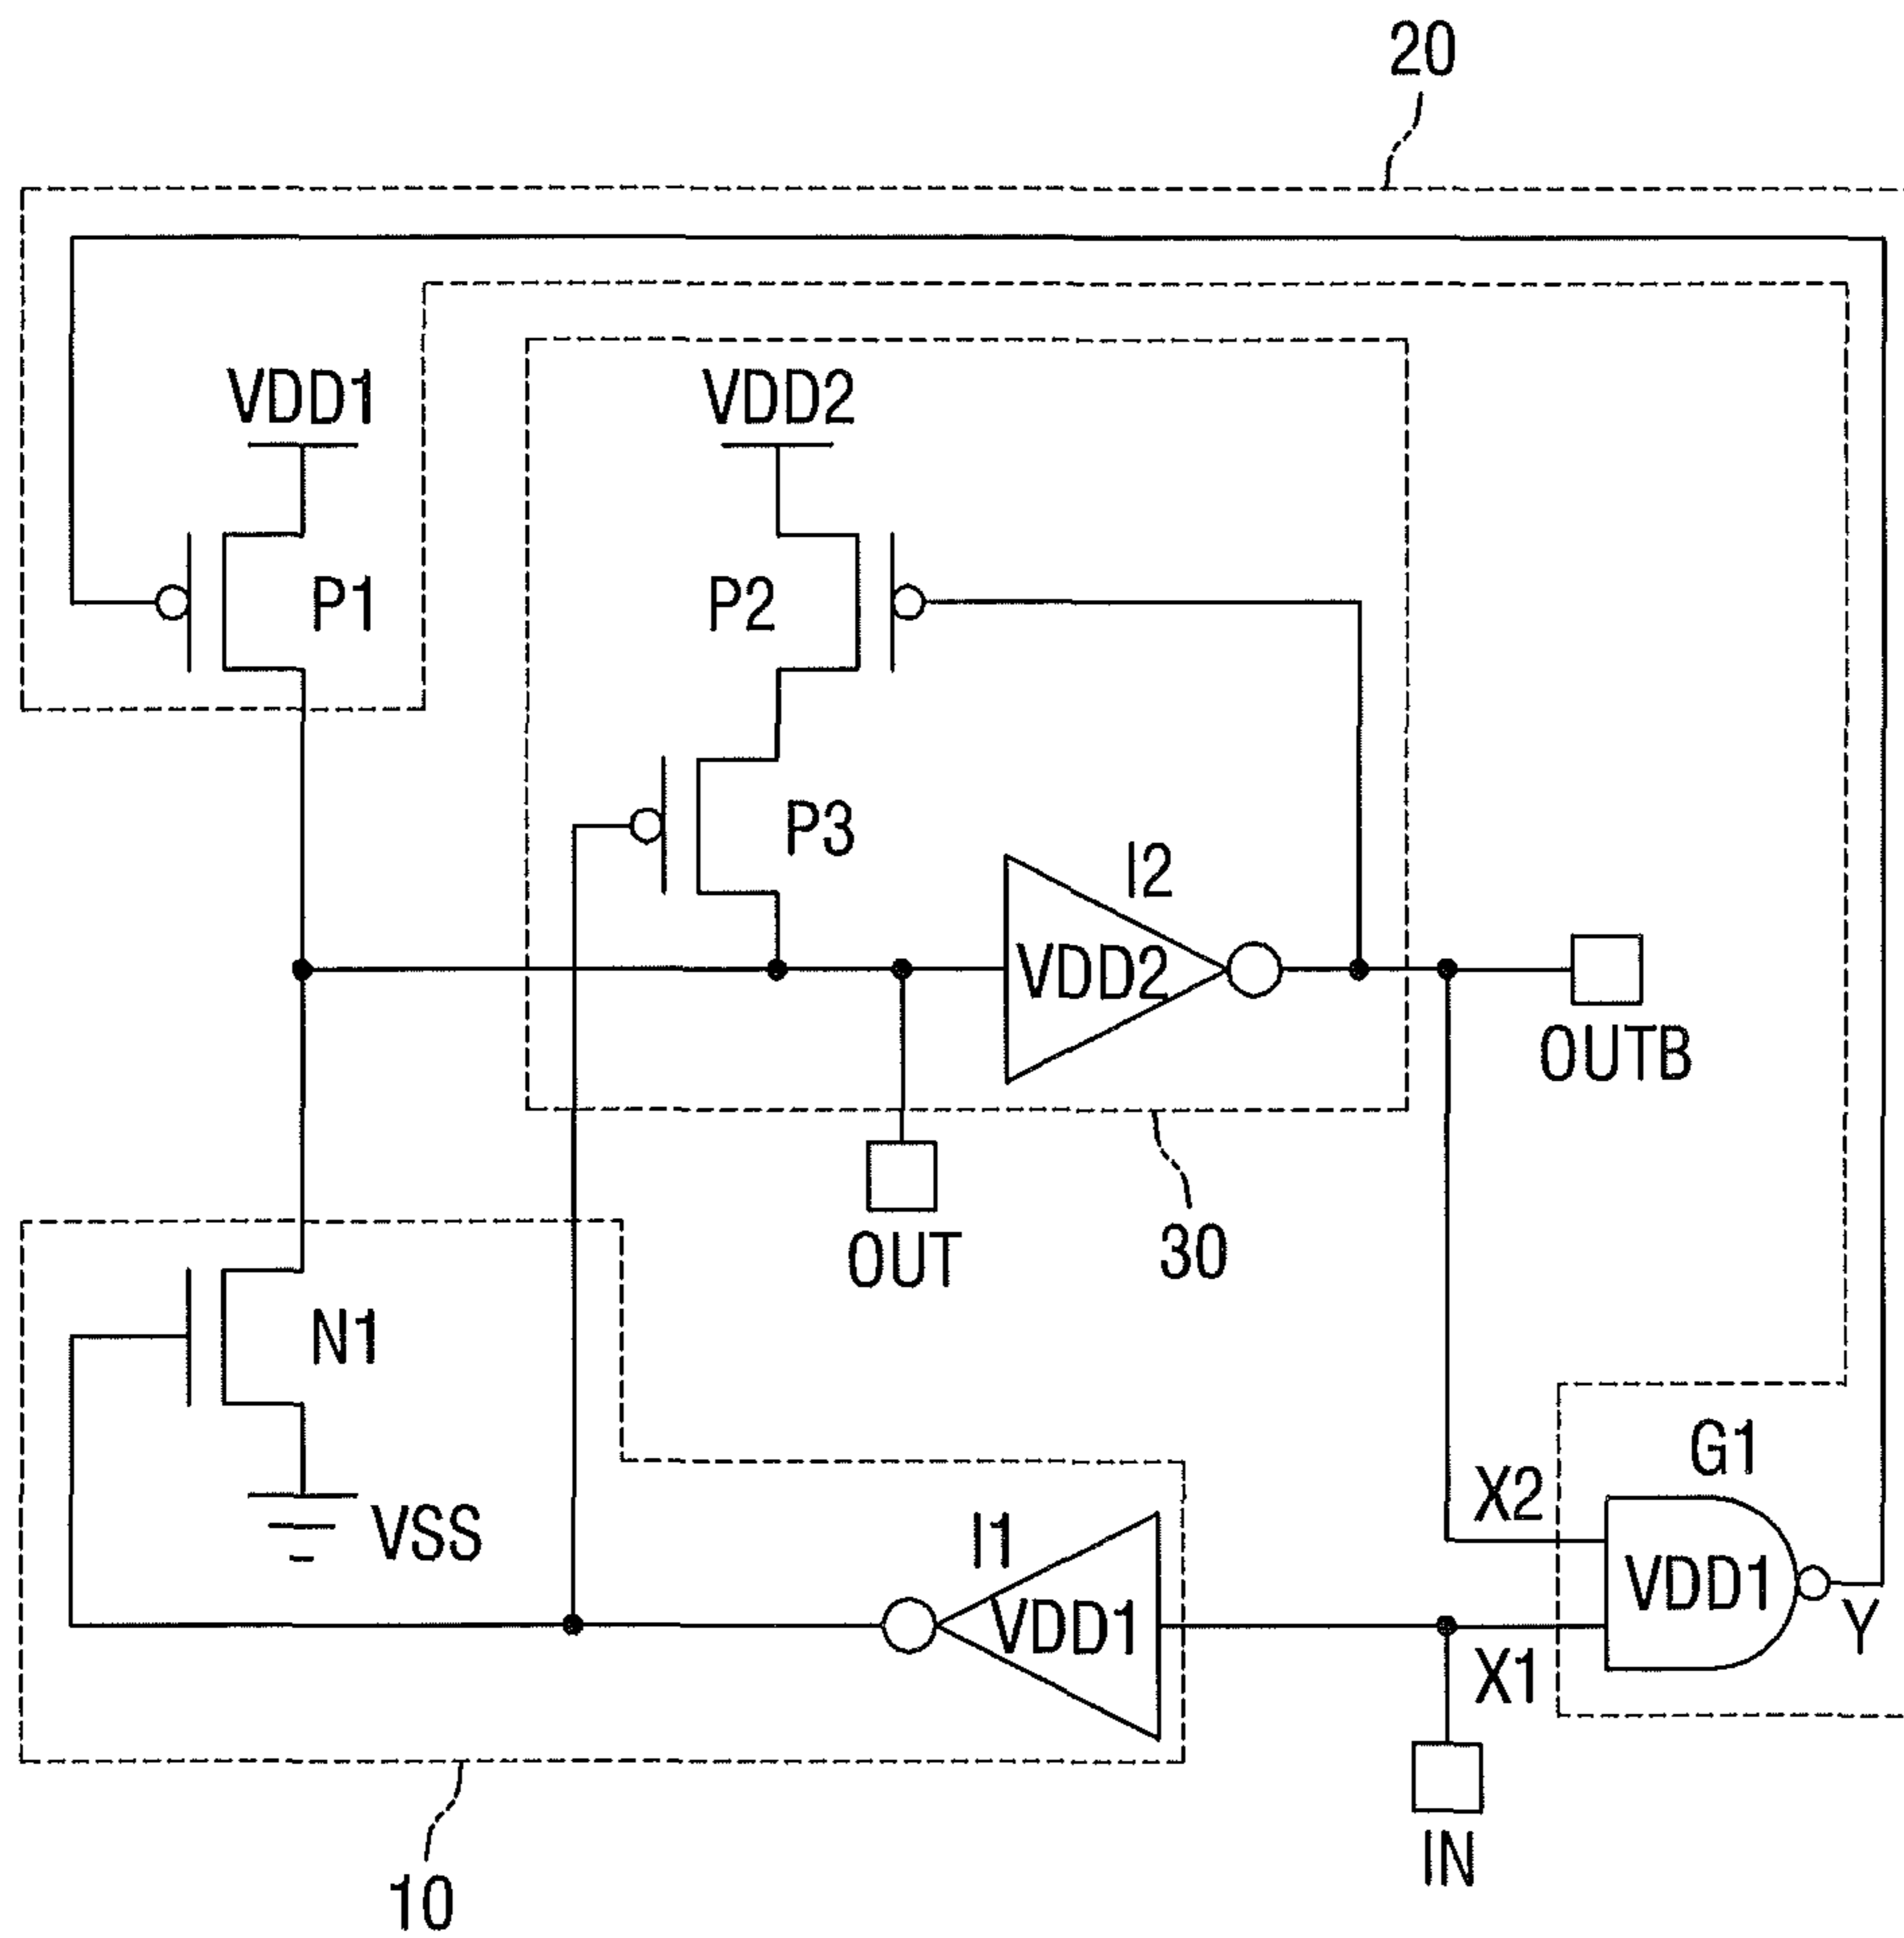 20
VDD1
VDD2
P1
P2
P3
I2
VDD2
OUTB
OUT
30
N1
G1
X2
VSS
I1
VDD1
VDD1
Y
X1
IN
10